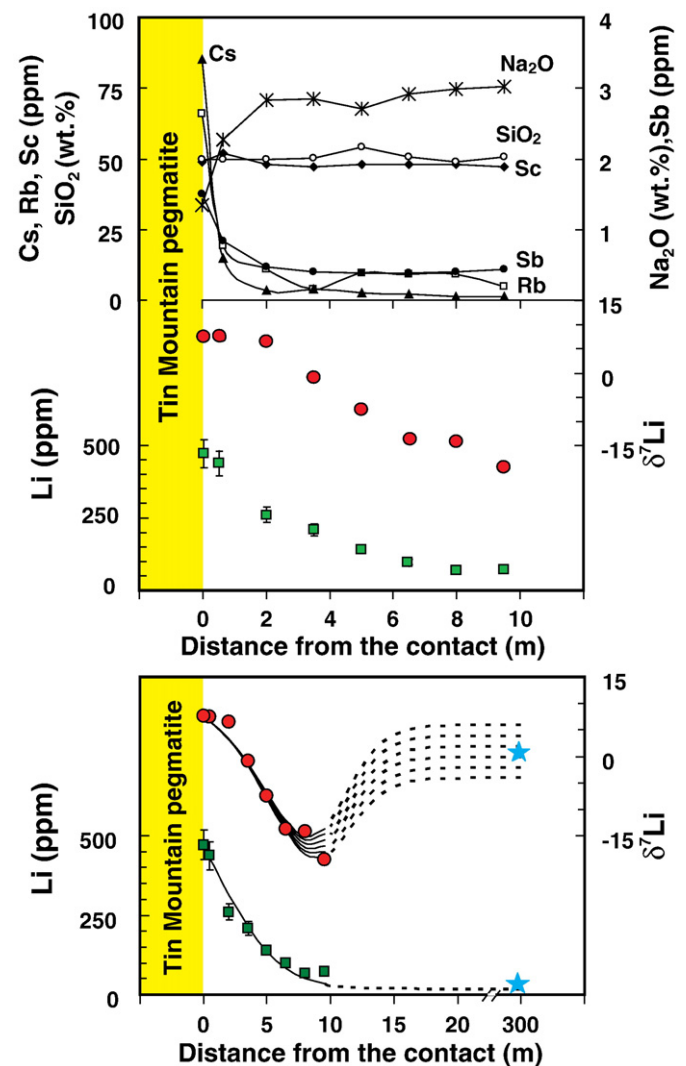 100
75
50
25
0
Cs, Rb, Sc (ppm)
SiO₂ (wt.%)
Cs
Na₂O
SiO₂
Sc
Sb
Rb
4
3
2
1
0
Na₂O (wt.%),Sb (ppm)
Tin Mountain pegmatite
15
0
-15
δ⁷Li
500
250
0
Li (ppm)
0 2 4 6 8 10
Distance from the contact (m)
Tin Mountain pegmatite
15
0
-15
δ⁷Li
500
250
0
Li (ppm)
0 5 10 15 20 300
Distance from the contact (m)